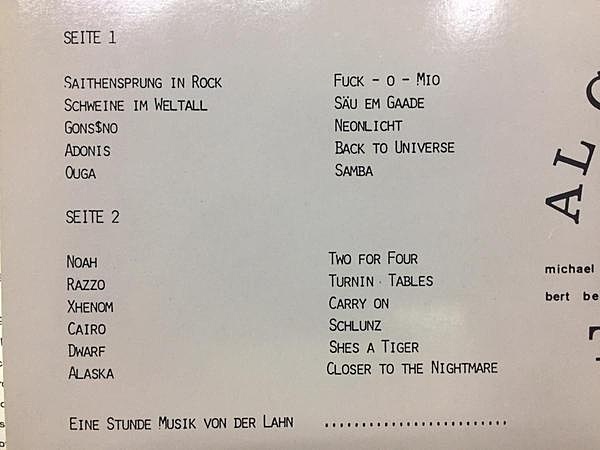 SEITE 1
SAITHENSPRUNG IN ROCK FUCK - O - MIO
SCHWEINE IM WELTALL SÄU EM GAADE
GONS$NO NEONLICHT
ADONIS BACK TO UNIVERSE
OUGA SAMBA
SEITE 2
NOAH TWO FOR FOUR
RAZZO TURNIN TABLES
XHENOM CARRY ON
CAIRO SCHLUNZ
DWARF SHES A TIGER
ALASKA CLOSER TO THE NIGHTMARE
EINE STUNDE MUSIK VON DER LAHN ..........................
AL
michael
bert be